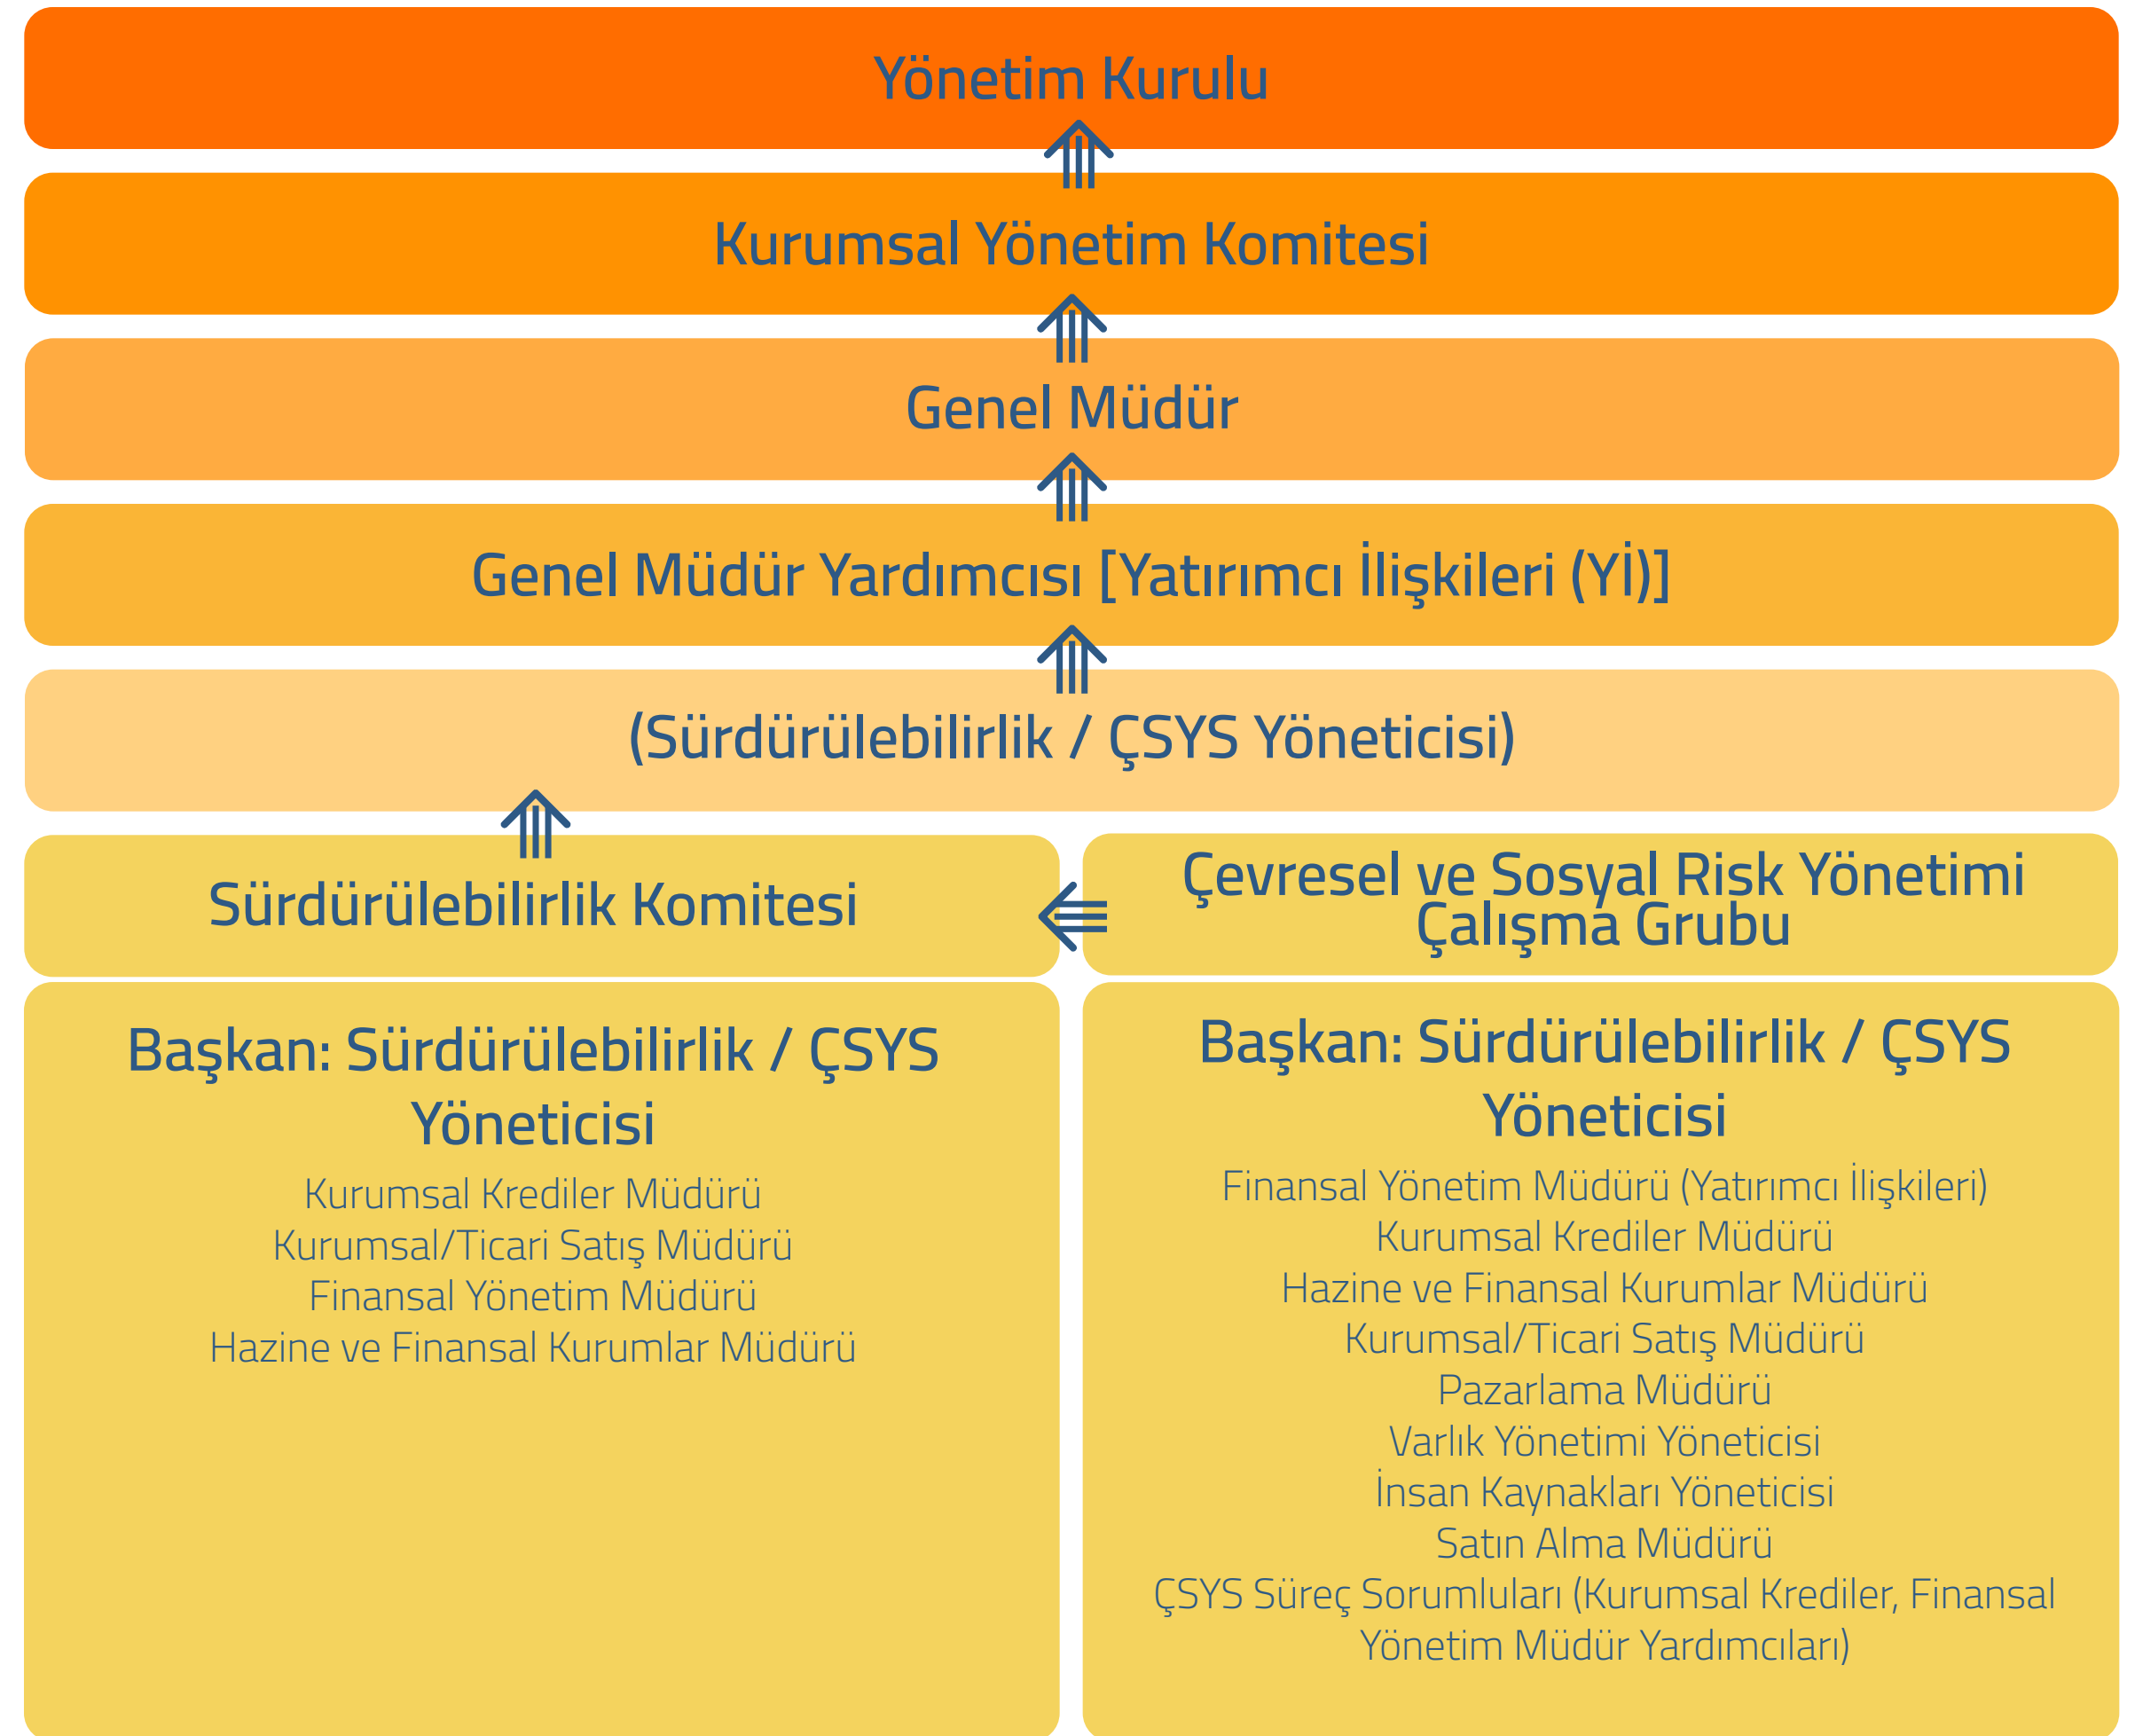 Yönetim Kurulu
Kurumsal Yönetim Komitesi
Genel Müdür
Genel Müdür Yardımcısı [Yatırımcı İlişkileri (Yİ)]
(Sürdürülebilirlik / ÇSYS Yöneticisi)
Sürdürülebilirlik Komitesi
Başkan: Sürdürülebilirlik / ÇSYS
Yöneticisi
Kurumsal Krediler Müdürü
Kurumsal/Ticari Satış Müdürü
Finansal Yönetim Müdürü
Hazine ve Finansal Kurumlar Müdürü
Çevresel ve Sosyal Risk Yönetimi
Çalışma Grubu
Başkan: Sürdürülebilirlik / ÇSYS
Yöneticisi
Finansal Yönetim Müdürü (Yatırımcı İlişkileri)
Kurumsal Krediler Müdürü
Hazine ve Finansal Kurumlar Müdürü
Kurumsal/Ticari Satış Müdürü
Pazarlama Müdürü
Varlık Yönetimi Yöneticisi
İnsan Kaynakları Yöneticisi
Satın Alma Müdürü
ÇSYS Süreç Sorumluları (Kurumsal Krediler, Finansal
Yönetim Müdür Yardımcıları)